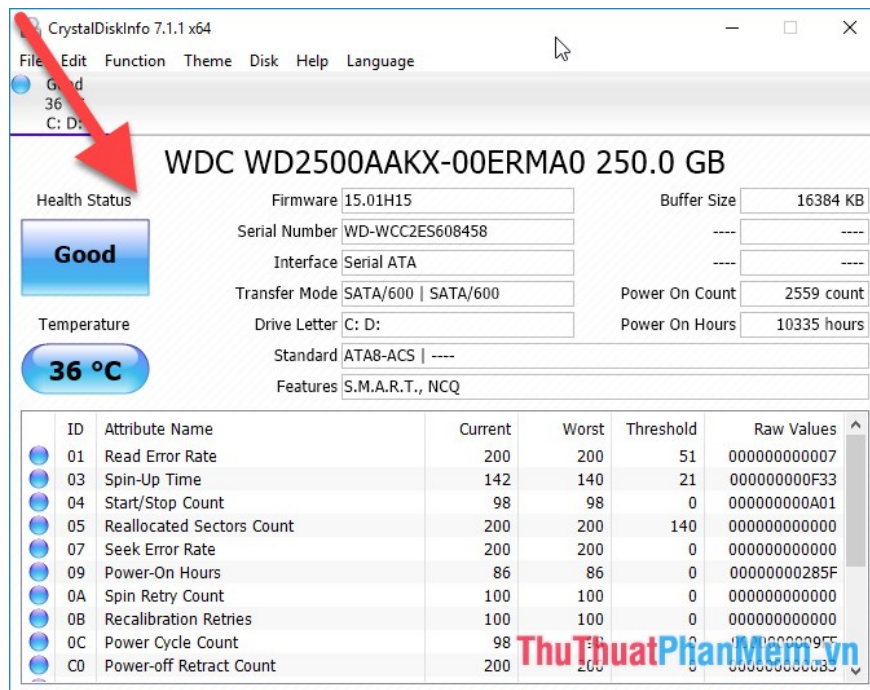 CrystalDiskInfo 7.1.1 x64
File Edit Function Theme Disk Help Language
Good
36
C: D:
WDC WD2500AAKX-00ERMA0 250.0 GB
Health Status
Good
Temperature
36 °C
Firmware 15.01H15
Serial Number WD-WCC2ES608458
Interface Serial ATA
Transfer Mode SATA/600 | SATA/600
Drive Letter C: D:
Standard ATA8-ACS | ----
Features S.M.A.R.T., NCQ
Buffer Size 16384 KB
---- ----
---- ----
Power On Count 2559 count
Power On Hours 10335 hours
ID Attribute Name Current Worst Threshold Raw Values
01 Read Error Rate 200 200 51 000000000007
03 Spin-Up Time 142 140 21 000000000F33
04 Start/Stop Count 98 98 0 000000000A01
05 Reallocated Sectors Count 200 200 140 000000000000
07 Seek Error Rate 200 200 0 000000000000
09 Power-On Hours 86 86 0 00000000285F
0A Spin Retry Count 100 100 0 000000000000
0B Recalibration Retries 100 100 0 000000000000
0C Power Cycle Count 98 98 0 0000000009FF
C0 Power-off Retract Count 200 200 0
ThuThuatPhanMem.vn